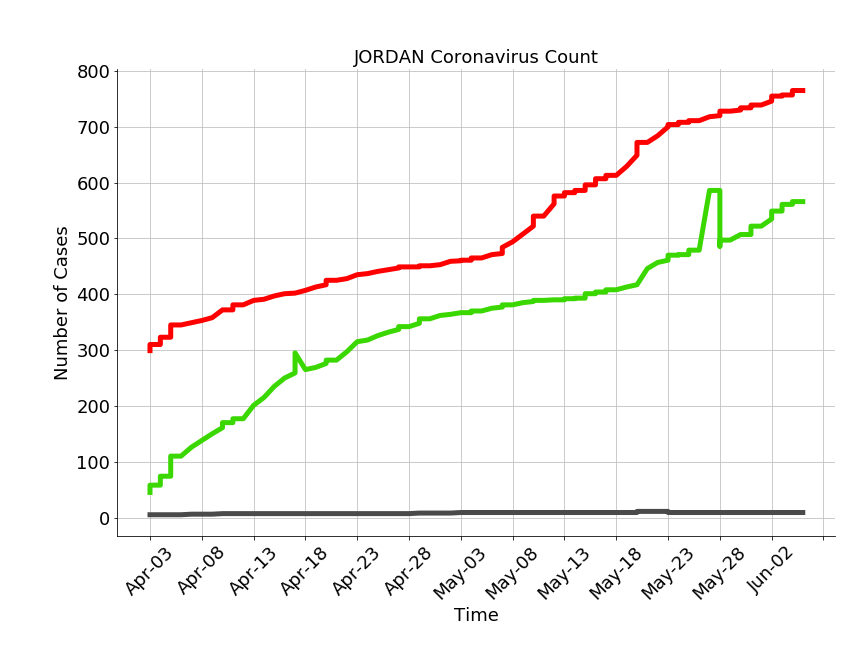 JORDAN Coronavirus Count
800
700
600
500
400
300
200
100
0
Number of Cases
Apr-03
Apr-08
Apr-13
Apr-18
Apr-23
Apr-28
May-03
May-08
May-13
May-18
May-23
May-28
Jun-02
Time